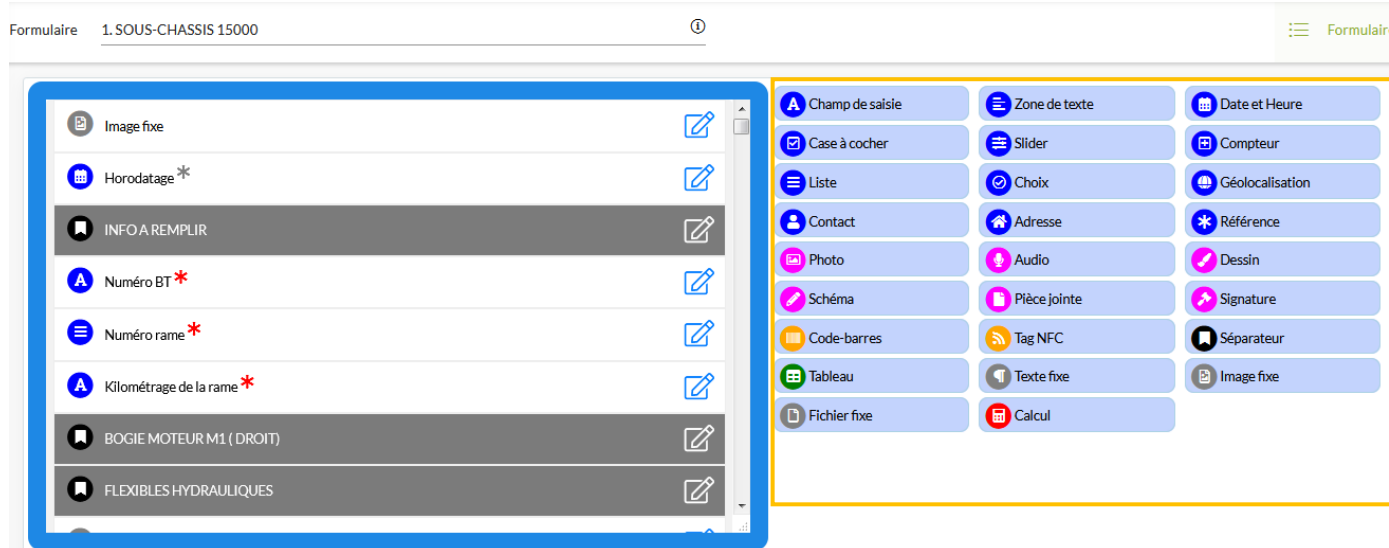 Formulaire 1. SOUS-CHASSIS 15000
Formulaire
Image fixe
Horodatage *
INFO A REMPLIR
Numéro BT *
Numéro rame *
Kilométrage de la rame *
BOGIE MOTEUR M1 ( DROIT)
FLEXIBLES HYDRAULIQUES
Champ de saisie Zone de texte Date et Heure
Case à cocher Slider Compteur
Liste Choix Géolocalisation
Contact Adresse Référence
Photo Audio Dessin
Schéma Pièce jointe Signature
Code-barres Tag NFC Séparateur
Tableau Texte fixe Image fixe
Fichier fixe Calcul